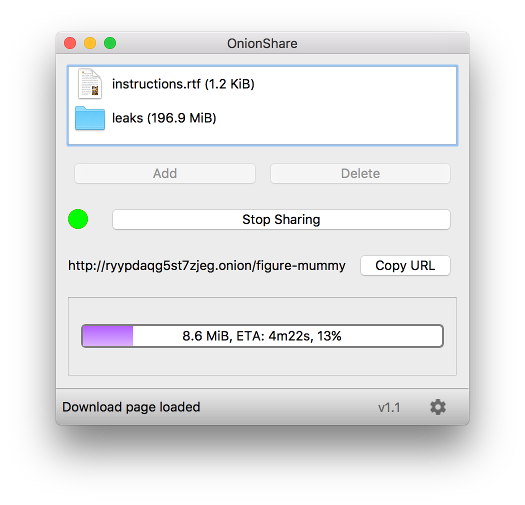 OnionShare
instructions.rtf (1.2 KiB)
leaks (196.9 MiB)
Add
Delete
Stop Sharing
http://ryypdaqg5st7zjeg.onion/figure-mummy
Copy URL
8.6 MiB, ETA: 4m22s, 13%
Download page loaded
v1.1